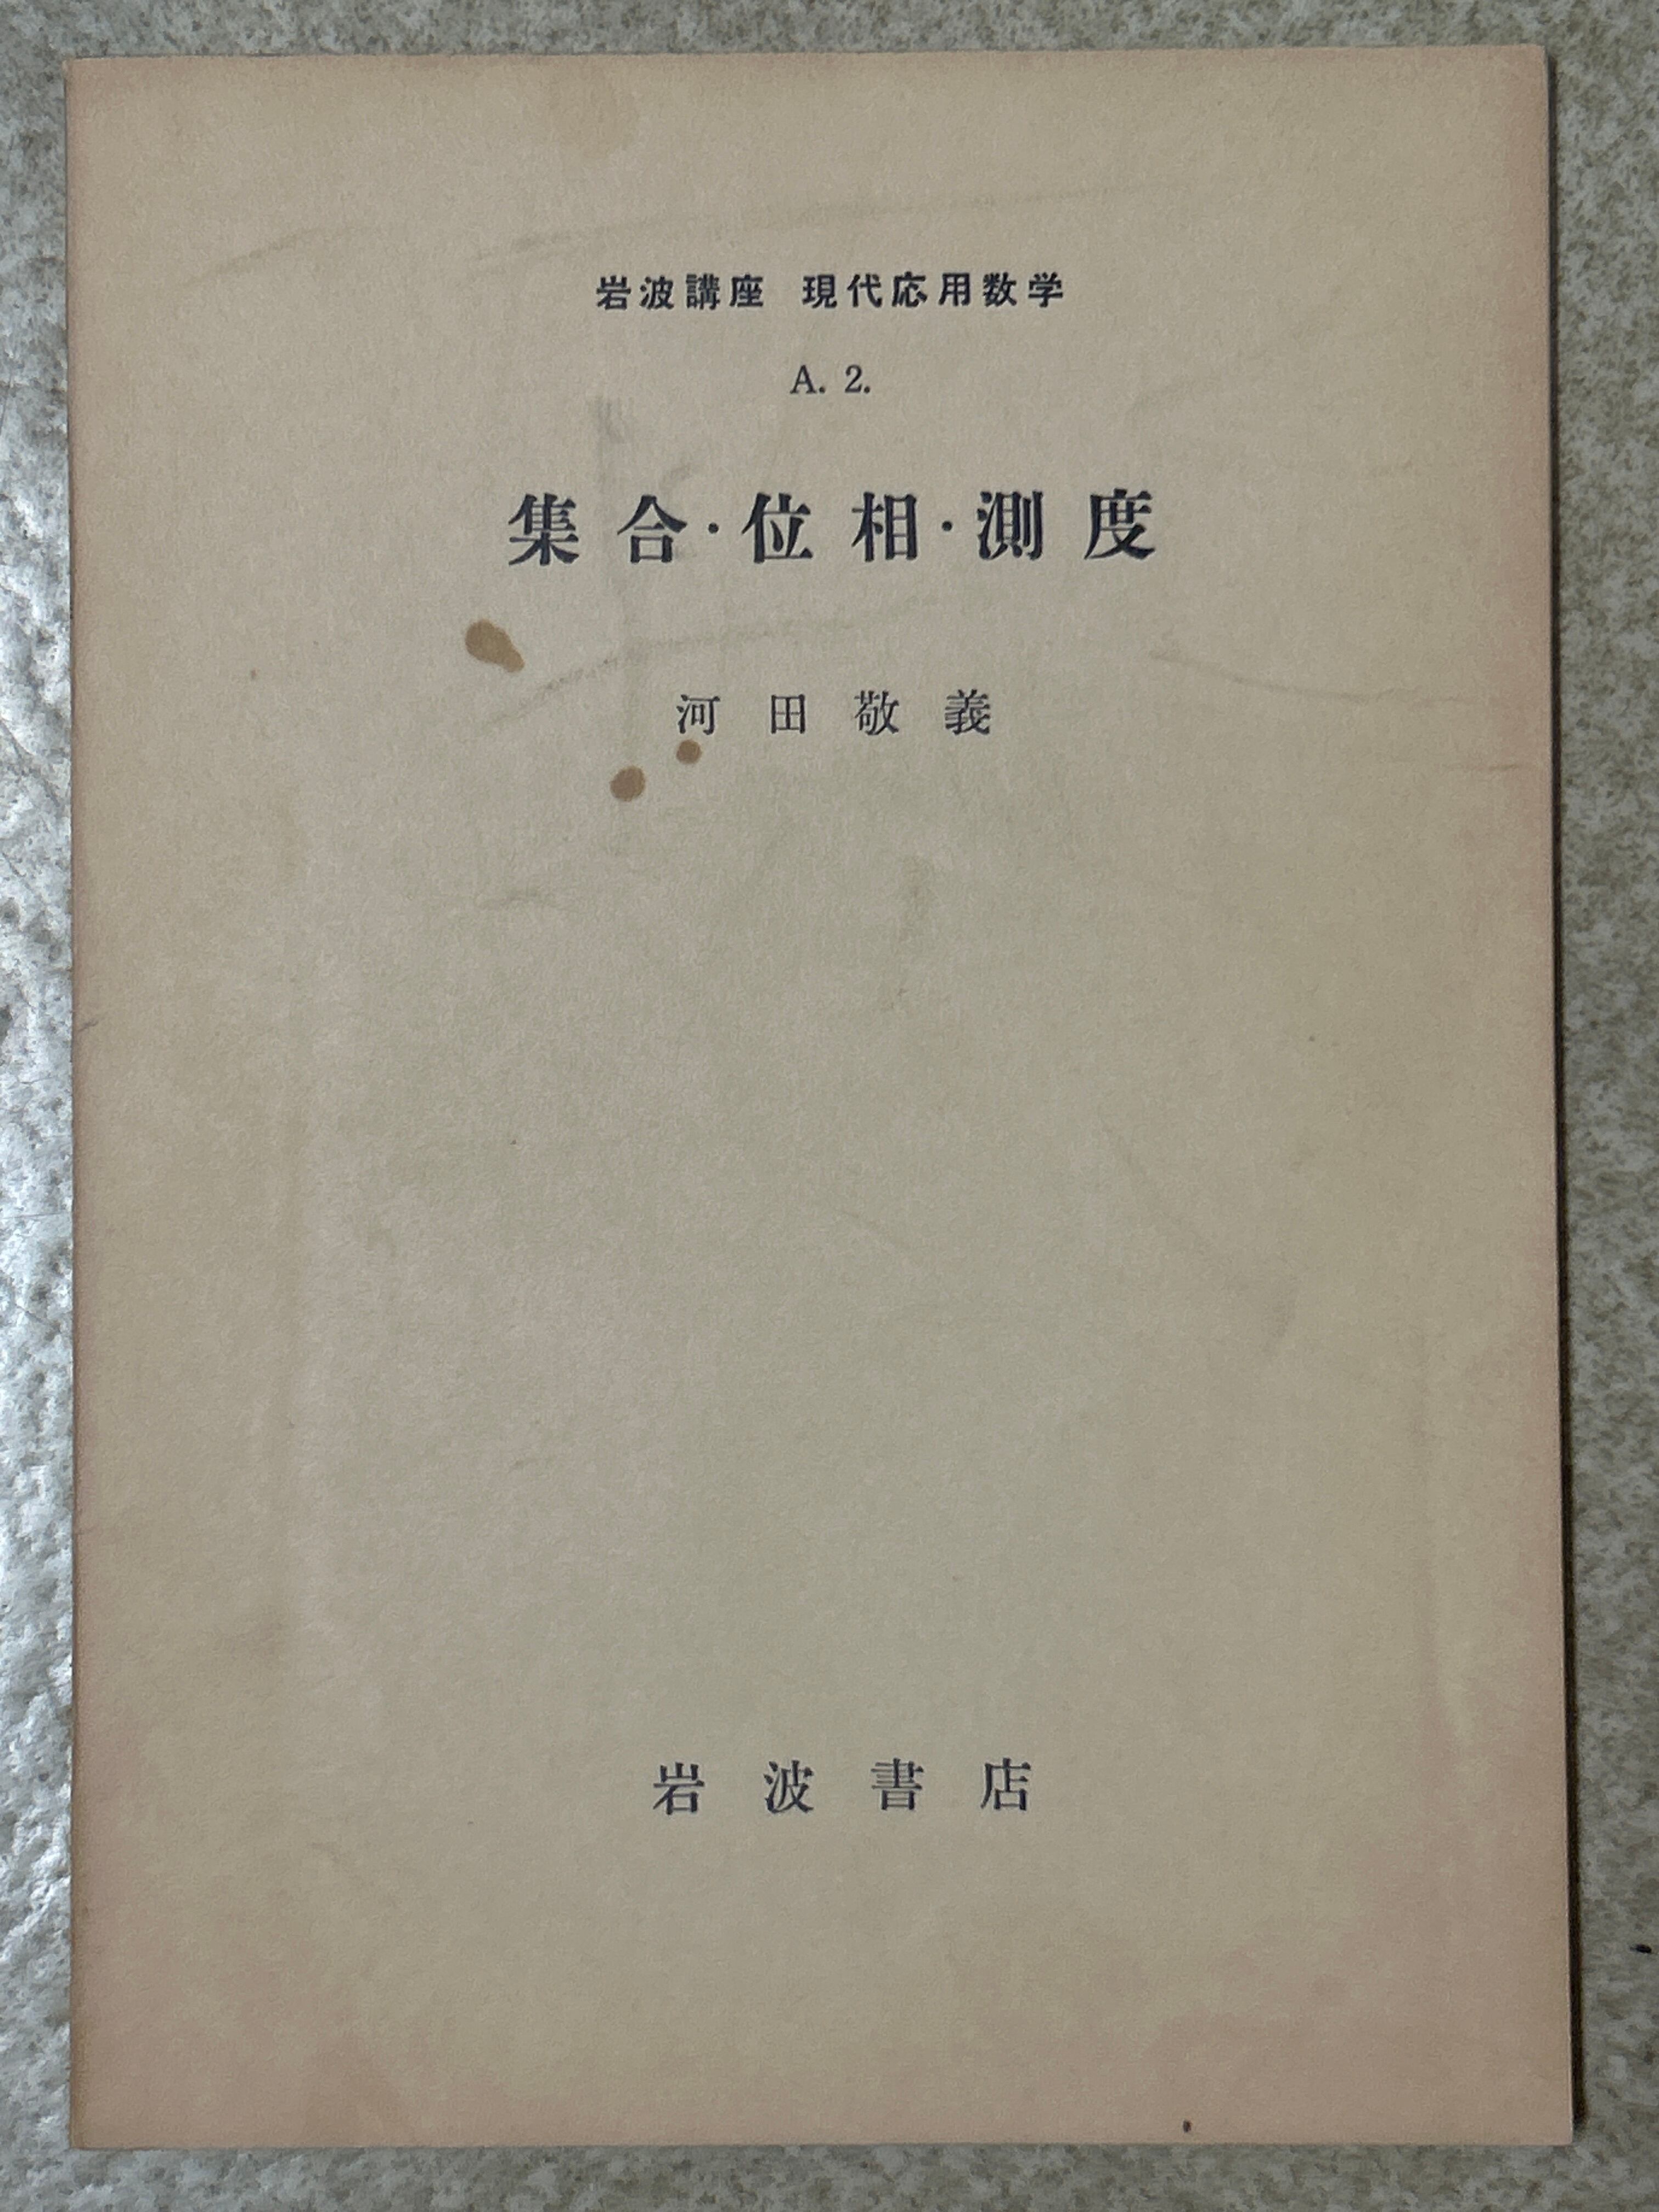 岩波講座 現代応用数学
A. 2.
集合・位相・測度
河田敬義
岩波書店